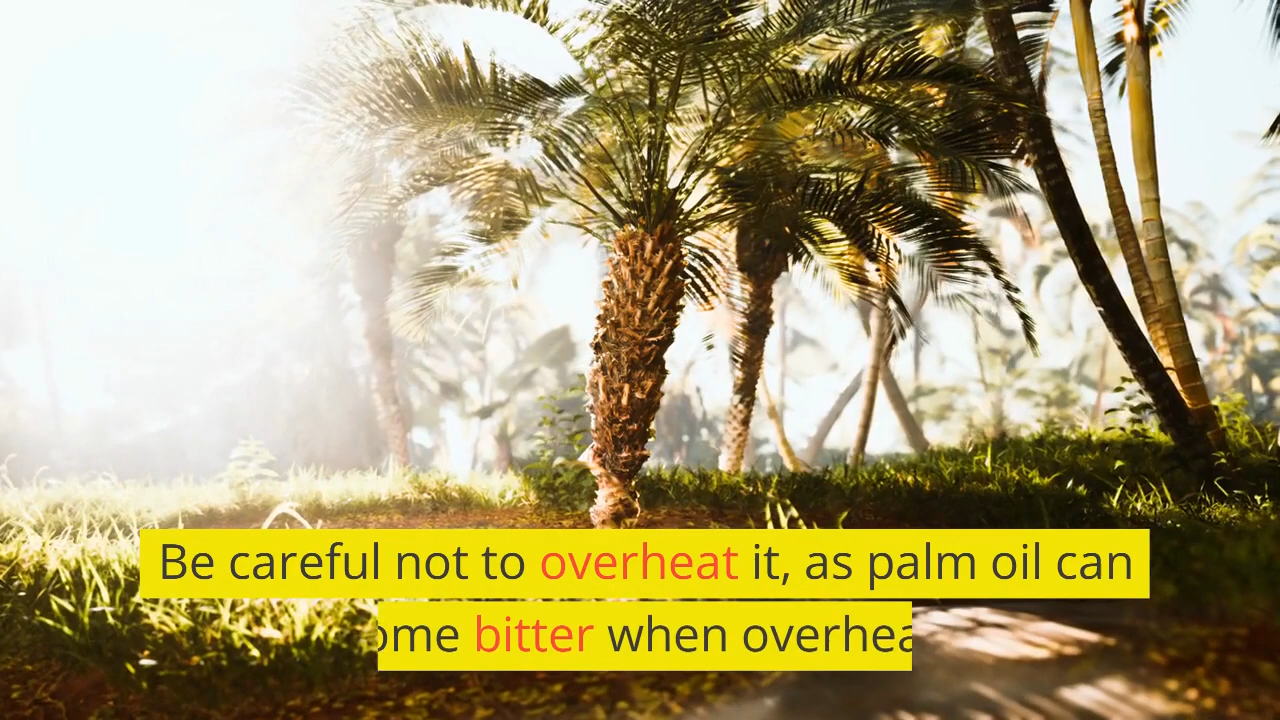 Be careful not to overheat it, as palm oil can
ome bitter when overhea